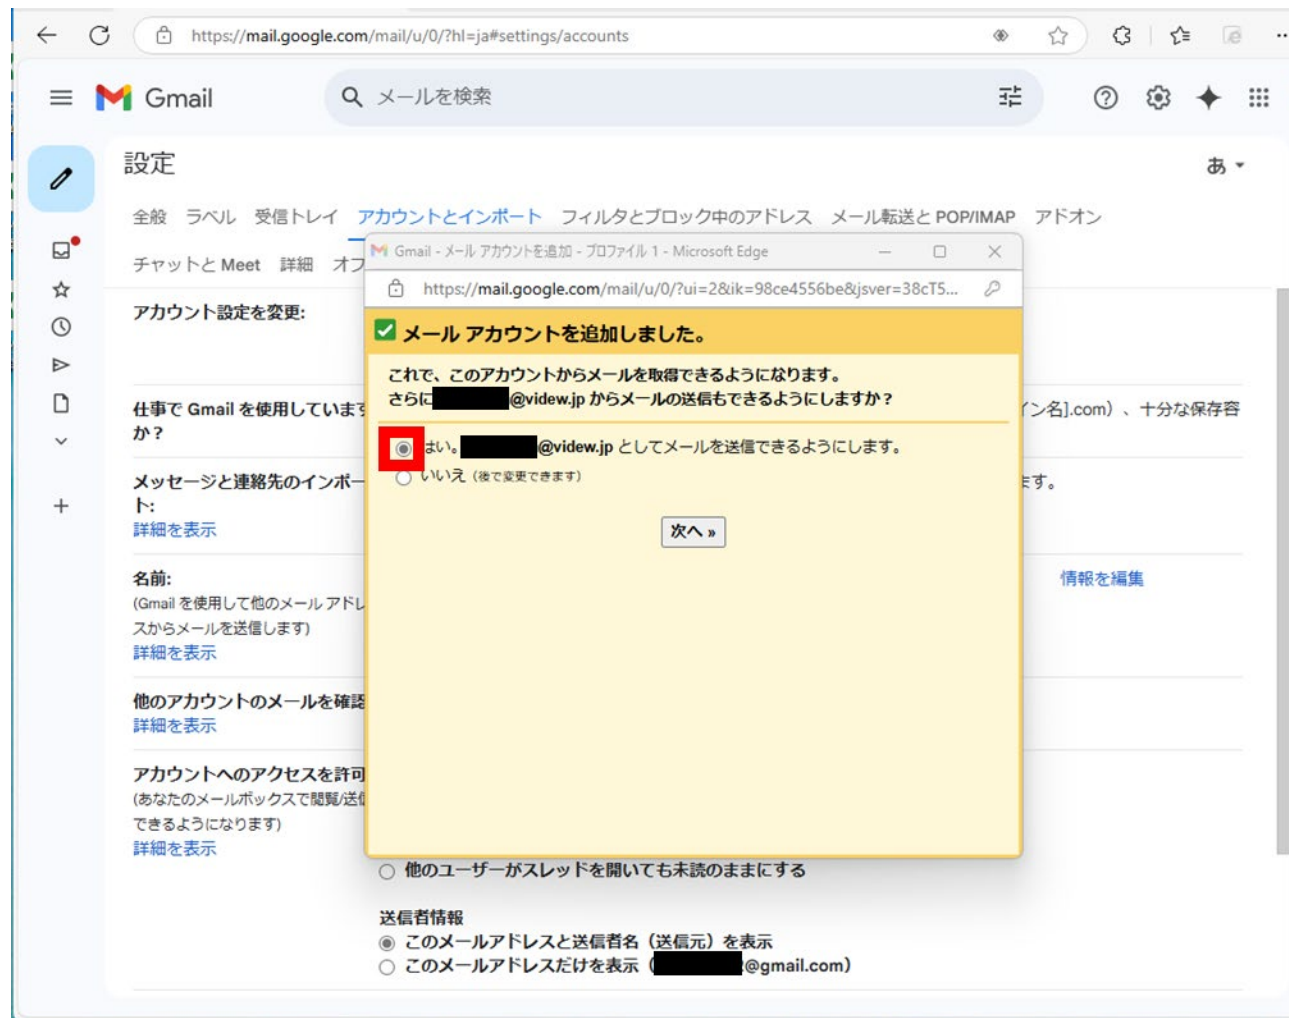 https://mail.google.com/mail/u/0/?hl=ja#settings/accounts
Gmail
メールを検索
設定
あ
全般 ラベル 受信トレイ アカウントとインポート フィルタとブロック中のアドレス メール転送と POP/IMAP アドオン
チャットと Meet 詳細 オフ
Gmail - メール アカウントを追加 - プロファイル 1 - Microsoft Edge
https://mail.google.com/mail/u/0/?ui=2&ik=98ce4556be&jsver=38cT5...
メール アカウントを追加しました。
これで、このアカウントからメールを取得できるようになります。
さらに @videw.jp からメールの送信もできるようにしますか？
はい。 @videw.jp としてメールを送信できるようにします。
いいえ（後で変更できます）
次へ »
アカウント設定を変更:
仕事で Gmail を使用しています
か？
イン名].com）、十分な保存容
メッセージと連絡先のインポー
ト:
ます。
詳細を表示
名前:
(Gmail を使用して他のメール アドレ
スからメールを送信します)
詳細を表示
情報を編集
他のアカウントのメールを確認
詳細を表示
アカウントへのアクセスを許可
(あなたのメールボックスで閲覧/送信
できるようになります)
詳細を表示
他のユーザーがスレッドを開いても未読のままにする
送信者情報
このメールアドレスと送信者名（送信元）を表示
このメールアドレスだけを表示（ @gmail.com）